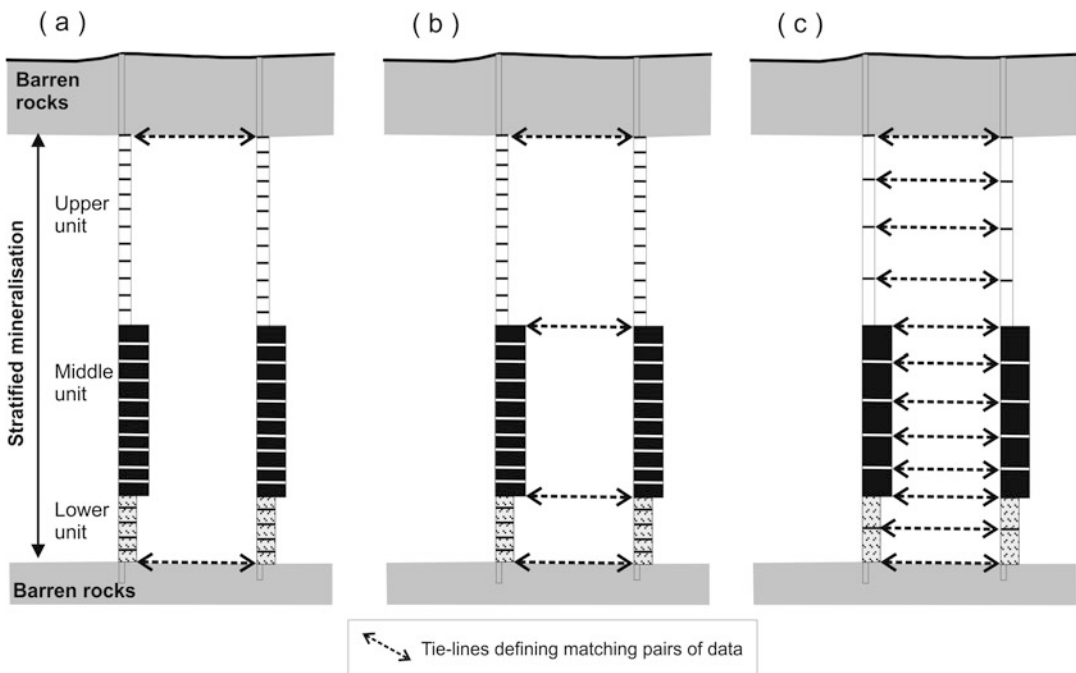 ( a )
( b )
( c )
Barren
rocks
Stratified mineralisation
Upper
unit
Middle
unit
Lower
unit
Barren rocks
Tie-lines defining matching pairs of data